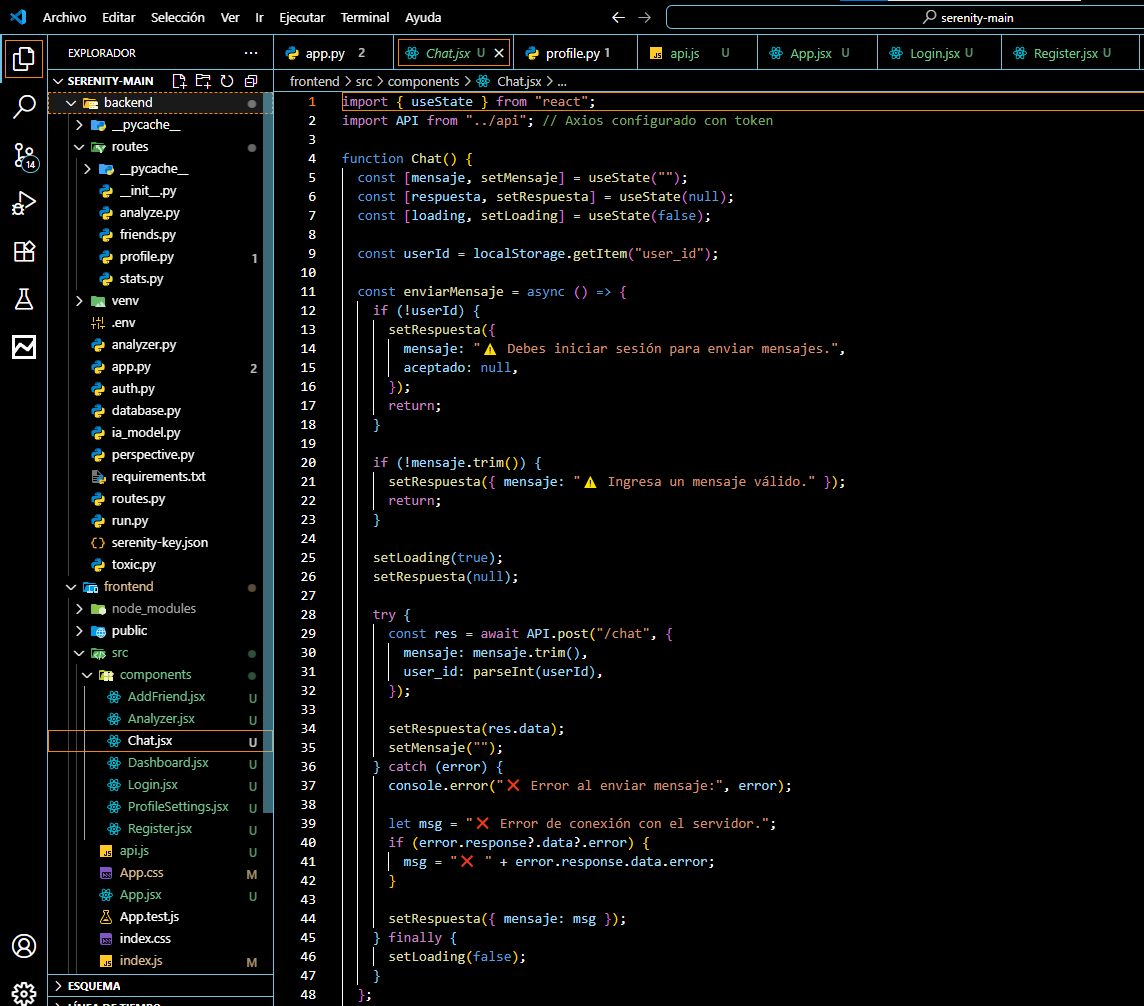 Archivo Editar Selección Ver Ir Ejecutar Terminal Ayuda
serenity-main
EXPLORADOR
SERENITY-MAIN
backend
__pycache__
routes
__pycache__
__init__.py
analyze.py
friends.py
profile.py 1
stats.py
venv
.env
analyzer.py
app.py 2
auth.py
database.py
ia_model.py
perspective.py
requirements.txt
routes.py
run.py
serenity-key.json
toxic.py
frontend
node_modules
public
src
components
AddFriend.jsx U
Analyzer.jsx U
Chat.jsx U
Dashboard.jsx U
Login.jsx U
ProfileSettings.jsx U
Register.jsx U
api.js U
App.css M
App.jsx U
App.test.js
index.css
index.js M
ESQUEMA
LÍNEA DE TIEMPO
14
app.py 2 Chat.jsx U profile.py 1 api.js U App.jsx U Login.jsx U Register.jsx U
frontend > src > components > Chat.jsx > ...
1 import { useState } from "react";
2 import API from "../api"; // Axios configurado con token
3
4 function Chat() {
5 const [mensaje, setMensaje] = useState("");
6 const [respuesta, setRespuesta] = useState(null);
7 const [loading, setLoading] = useState(false);
8
9 const userId = localStorage.getItem("user_id");
10
11 const enviarMensaje = async () => {
12 if (!userId) {
13 setRespuesta({
14 mensaje: "⚠️ Debes iniciar sesión para enviar mensajes.",
15 aceptado: null,
16 });
17 return;
18 }
19
20 if (!mensaje.trim()) {
21 setRespuesta({ mensaje: "⚠️ Ingresa un mensaje válido." });
22 return;
23 }
24
25 setLoading(true);
26 setRespuesta(null);
27
28 try {
29 const res = await API.post("/chat", {
30 mensaje: mensaje.trim(),
31 user_id: parseInt(userId),
32 });
33
34 setRespuesta(res.data);
35 setMensaje("");
36 } catch (error) {
37 console.error("❌ Error al enviar mensaje:", error);
38
39 let msg = "❌ Error de conexión con el servidor.";
40 if (error.response?.data?.error) {
41 msg = "❌ " + error.response.data.error;
42 }
43
44 setRespuesta({ mensaje: msg });
45 } finally {
46 setLoading(false);
47 }
48 };